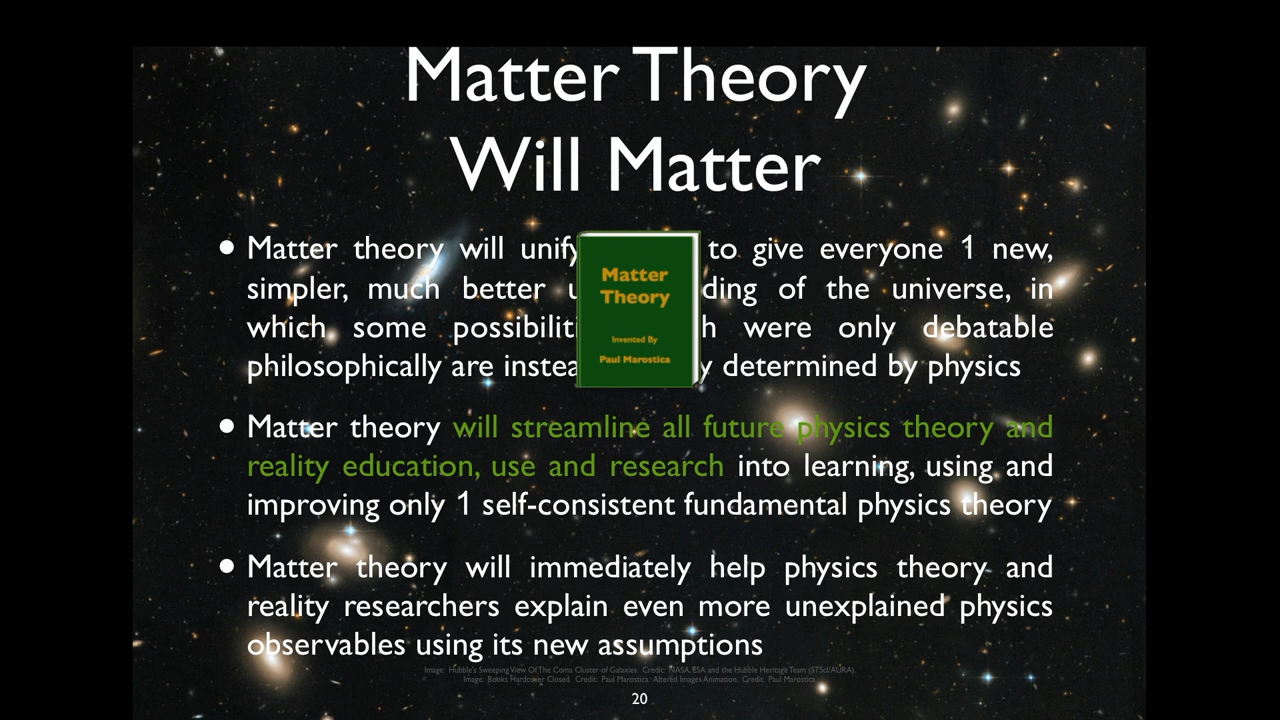 Matter Theory
Will Matter
• Matter theory will unify to give everyone 1 new,
simpler, much better of the universe, in
which some were only debatable
philosophically are determined by physics
• Matter theory will streamline all future physics theory and
reality education, use and research into learning, using and
improving only 1 self-consistent fundamental physics theory
• Matter theory will immediately help physics theory and
reality researchers explain even more unexplained physics
observables using its new assumptions
Matter
Theory
Invented By
Paul Marostica
Image: Hubble's Sweeping View Of The Coma Cluster of Galaxies. Credit: NASA, ESA and the Hubble Heritage Team (STScI/AURA).
Image: Books Hardcover Closed. Credit: Paul Marostica. Altered Images Animation. Credit: Paul Marostica.
20